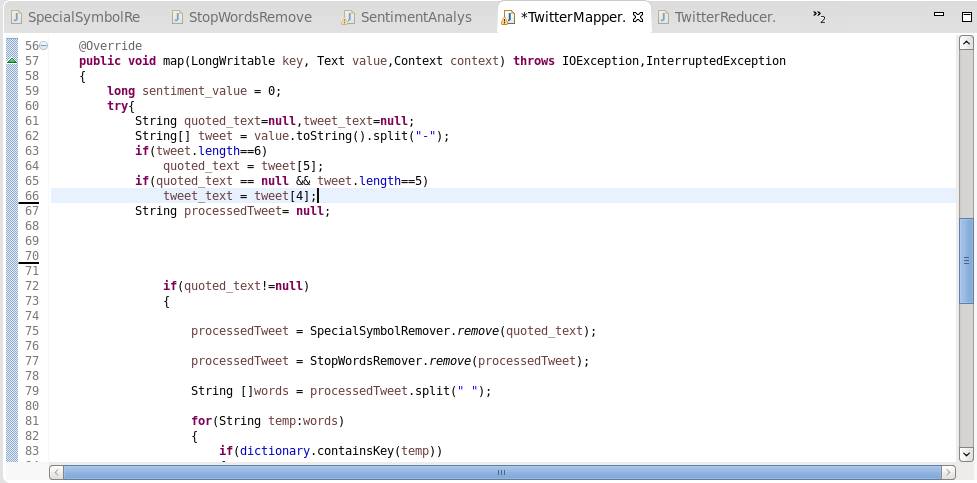 SpecialSymbolRe StopWordsRemove SentimentAnalys *TwitterMapper. TwitterReducer. »2
56 @Override
57 public void map(LongWritable key, Text value,Context context) throws IOException,InterruptedException
58 {
59 long sentiment_value = 0;
60 try{
61 String quoted_text=null,tweet_text=null;
62 String[] tweet = value.toString().split("-");
63 if(tweet.length==6)
64 quoted_text = tweet[5];
65 if(quoted_text == null && tweet.length==5)
66 tweet_text = tweet[4];
67 String processedTweet= null;
68
69
70
71
72 if(quoted_text!=null)
73 {
74
75 processedTweet = SpecialSymbolRemover.remove(quoted_text);
76
77 processedTweet = StopWordsRemover.remove(processedTweet);
78
79 String []words = processedTweet.split(" ");
80
81 for(String temp:words)
82 {
83 if(dictionary.containsKey(temp))